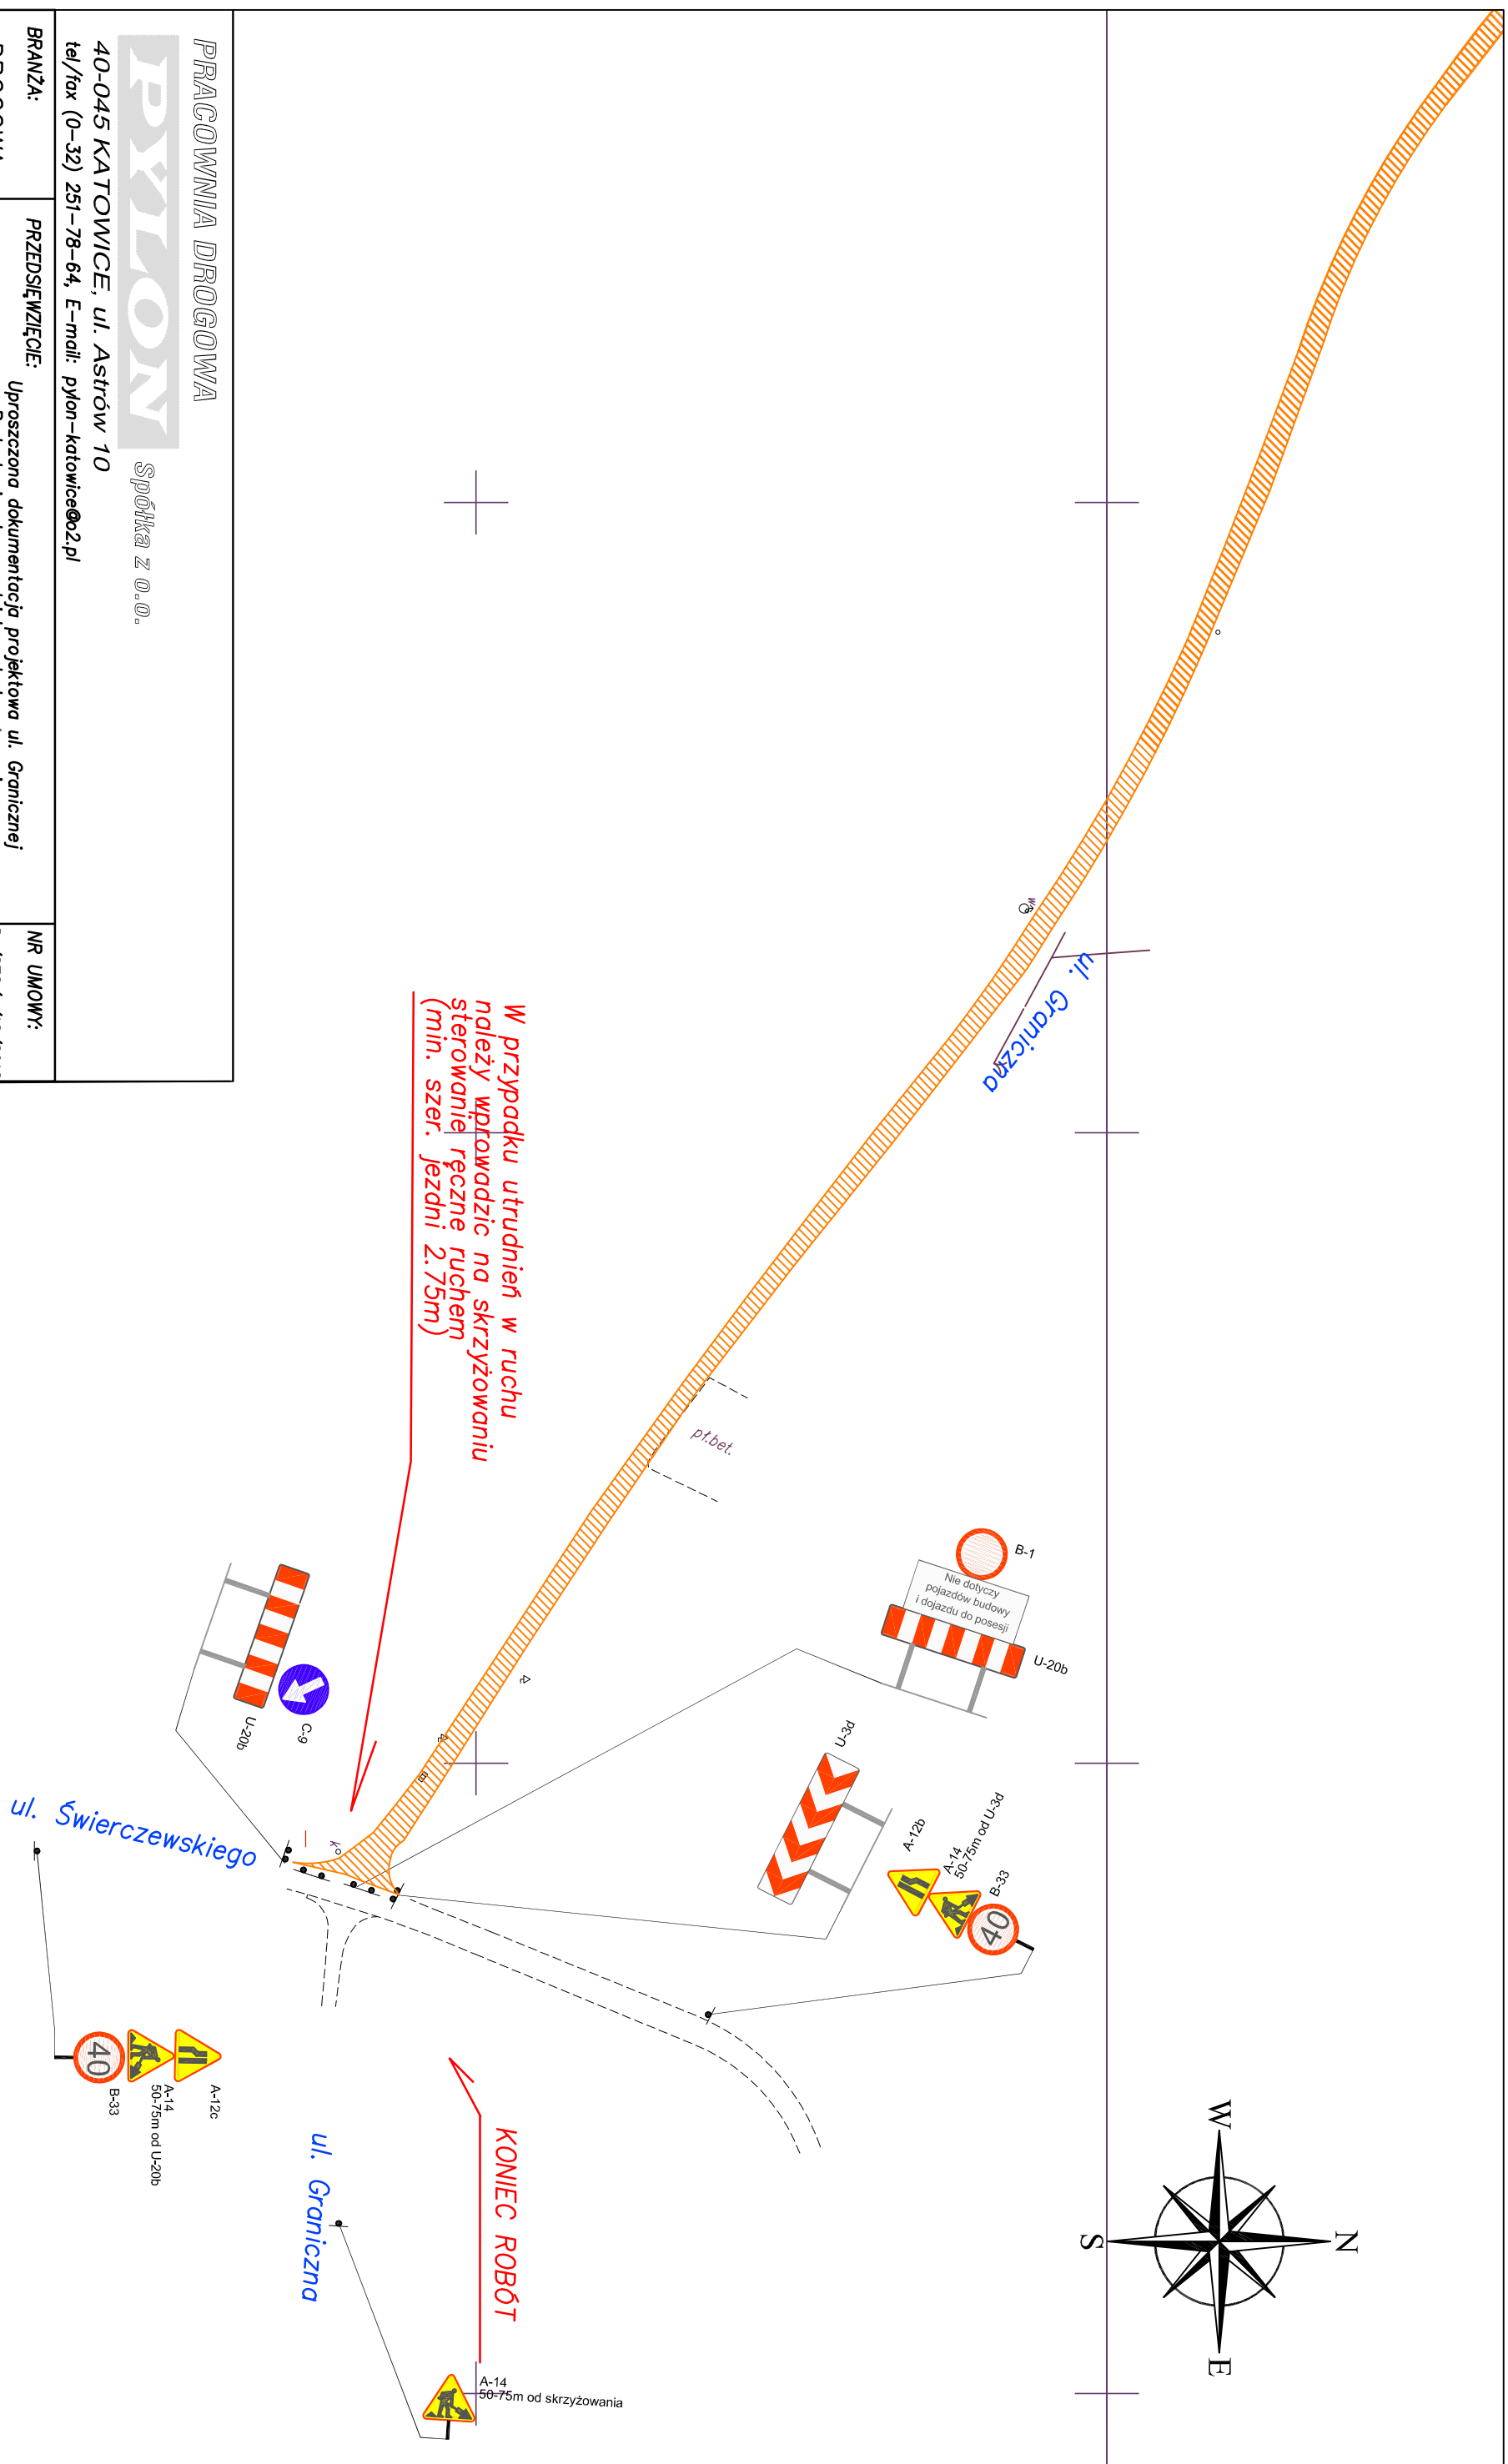 PRACOWNIA DROGOWA
PYLON
Spółka z o.o.
40-045 KATOWICE, ul. Astrów 10
tel/fax (0-32) 251-78-64, E-mail: pylon-katowice@o2.pl
BRANŻA:
PRZEDSIĘWZIĘCIE:
Uproszczona dokumentacja projektowa ul. Granicznej
NR UMOWY:
W przypadku utrudnień w ruchu
należy wprowadzic na skrzyżowaniu
sterowanie ręczne ruchem
(min. szer. jezdni 2.75m)
ul. Graniczna
w
pł.bet.
B-1
Nie dotyczy
pojazdów budowy
i dojazdu do posesji
U-20b
U-3d
A-12b
A-14
50-75m od U-3d
B-33
40
C-9
U-20b
k
ul. Świerczewskiego
A-12c
A-14
50-75m od U-20b
B-33
40
ul. Graniczna
KONIEC ROBÓT
A-14
50-75m od skrzyżowania
N
W
E
S